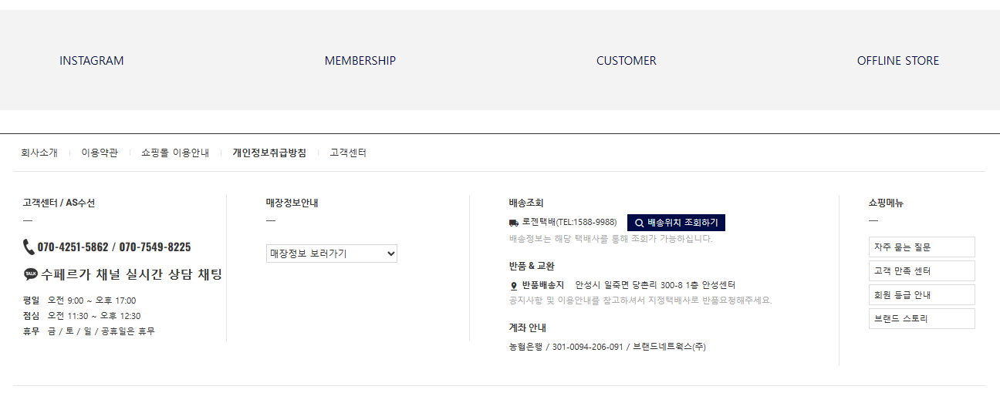 INSTAGRAM
MEMBERSHIP
CUSTOMER
OFFLINE STORE
회사소개
이용약관
쇼핑몰 이용안내
개인정보취급방침
고객센터
고객센터 / AS수선
—
070-4251-5862 / 070-7549-8225
TALK 수페르가 채널 실시간 상담 채팅
평일 오전 9:00 ~ 오후 17:00
점심 오전 11:30 ~ 오후 12:30
휴무 금 / 토 / 일 / 공휴일은 휴무
매장정보안내
—
매장정보 보러가기
배송조회
로젠택배(TEL:1588-9988) 배송위치 조회하기
배송정보는 해당 택배사를 통해 조회가 가능하십니다.
반품 & 교환
반품배송지 안성시 일죽면 당촌리 300-8 1층 안성센터
공지사항 및 이용안내를 참고하셔서 지정택배사로 반품요청해주세요.
계좌 안내
농협은행 / 301-0094-206-091 / 브랜드네트웍스(주)
쇼핑메뉴
—
자주 묻는 질문
고객 만족 센터
회원 등급 안내
브랜드 스토리